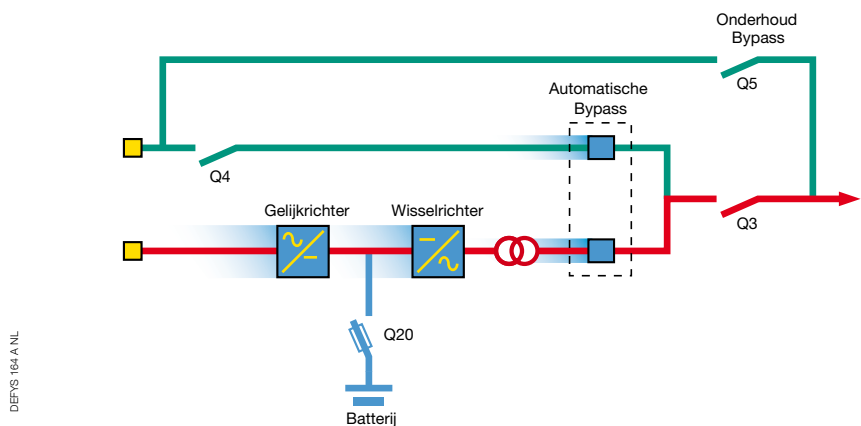 Onderhoud
Bypass
Q5
Automatische
Bypass
Q4
Q3
Gelijkrichter
Wisselrichter
Q20
Batterij
DEFYS 164 A NL